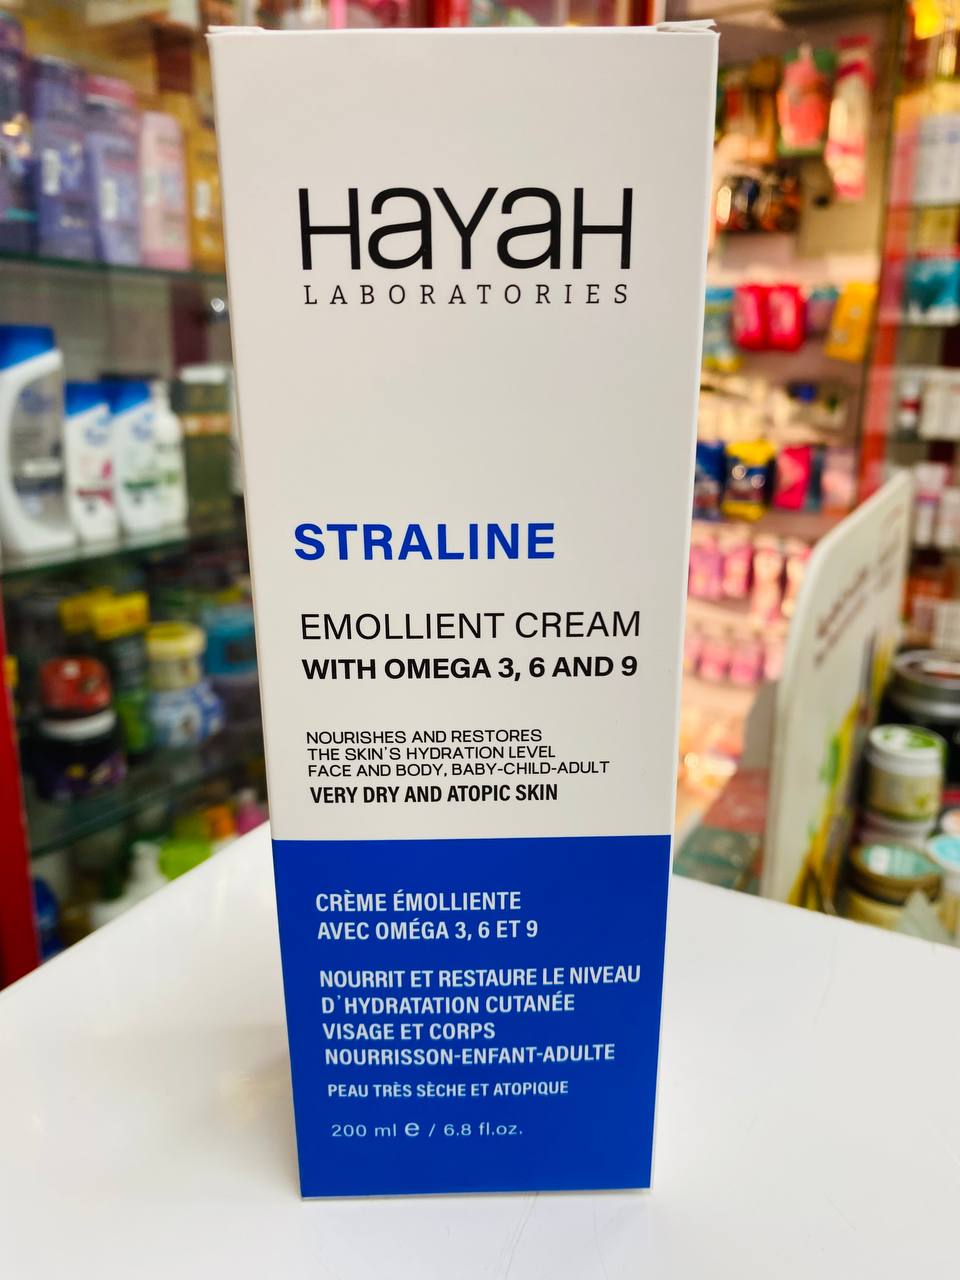 HAYAH
LABORATORIES
STRALINE
EMOLLIENT CREAM
WITH OMEGA 3, 6 AND 9
NOURISHES AND RESTORES
THE SKIN'S HYDRATION LEVEL
FACE AND BODY, BABY-CHILD-ADULT
VERY DRY AND ATOPIC SKIN
CRÈME ÉMOLLIENTE
AVEC OMÉGA 3, 6 ET 9
NOURRIT ET RESTAURE LE NIVEAU
D'HYDRATATION CUTANÉE
VISAGE ET CORPS
NOURRISSON-ENFANT-ADULTE
PEAU TRÈS SÈCHE ET ATOPIQUE
200 ml e / 6.8 fl.oz.